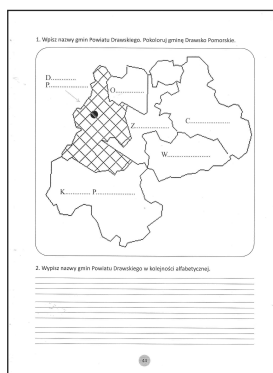 1. Wpisz nazwy gmin Powiatu Drawskiego. Pokoloruj gminę Drawsko Pomorskie.
D..............
P.................
O..............
Z..............
C..................
W....................
K........... P.................
2. Wypisz nazwy gmin Powiatu Drawskiego w kolejności alfabetycznej.
43